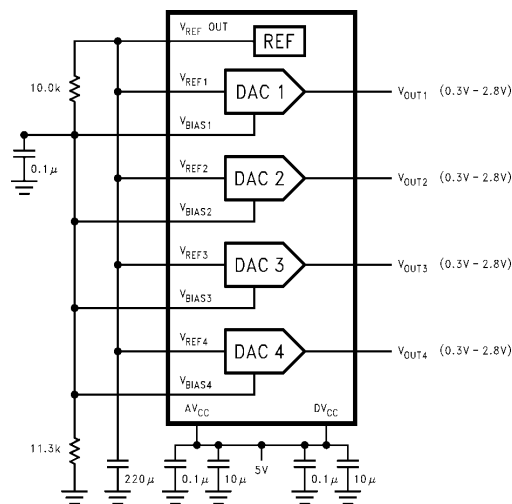 V_REF OUT
REF
10.0k
V_REF1
DAC 1
V_OUT1 (0.3V – 2.8V)
V_BIAS1
0.1μ
V_REF2
DAC 2
V_OUT2 (0.3V – 2.8V)
V_BIAS2
V_REF3
DAC 3
V_OUT3 (0.3V – 2.8V)
V_BIAS3
V_REF4
DAC 4
V_OUT4 (0.3V – 2.8V)
V_BIAS4
AV_CC
DV_CC
11.3k
220μ
0.1μ
10μ
5V
0.1μ
10μ